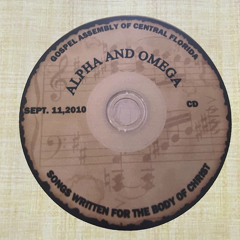 GOSPEL ASSEMBLY OF CENTRAL FLORIDA
ALPHA AND OMEGA
SEPT. 11,2010
CD
SONGS WRITTEN FOR THE BODY OF CHRIST